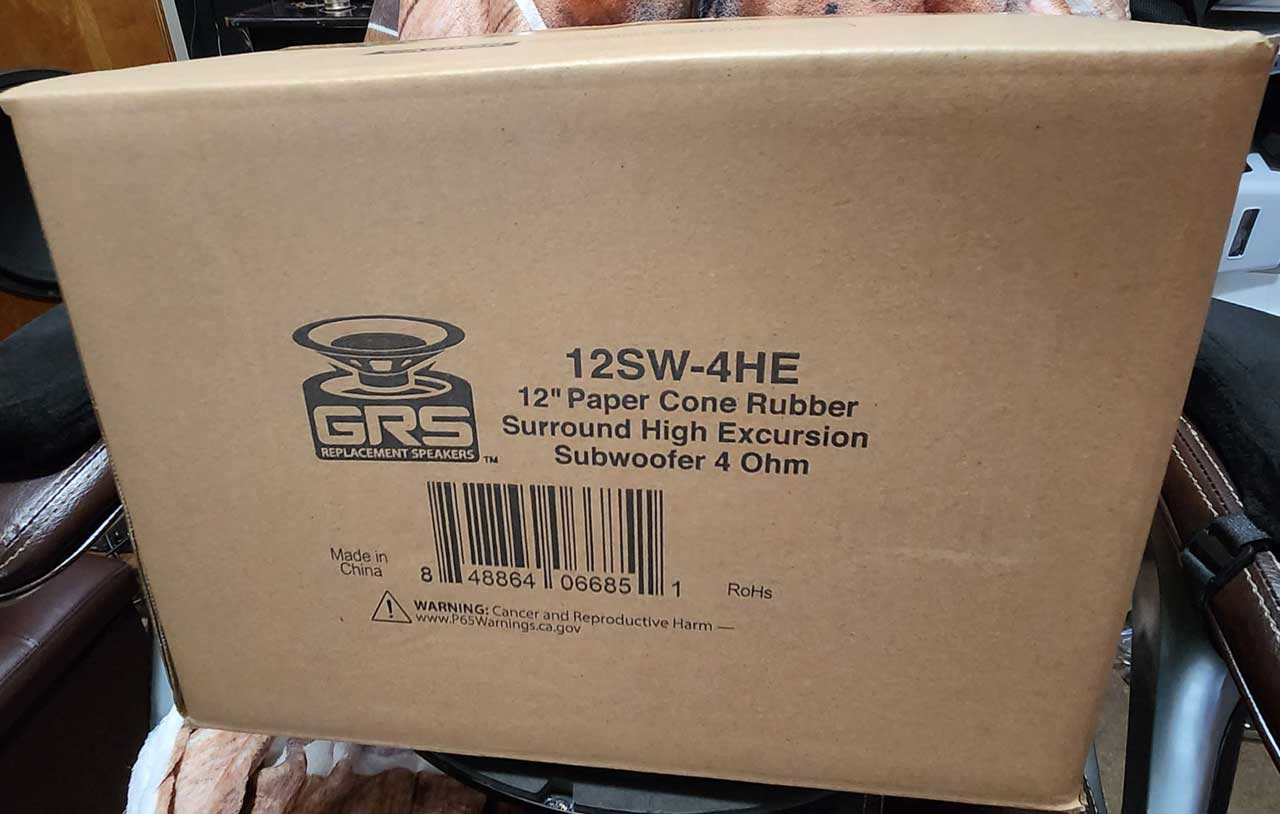 12SW-4HE
12" Paper Cone Rubber
Surround High Excursion
Subwoofer 4 Ohm
GRS
REPLACEMENT SPEAKERS TM
Made in
China
8 48864 06685 1
RoHs
WARNING: Cancer and Reproductive Harm —
www.P65Warnings.ca.gov